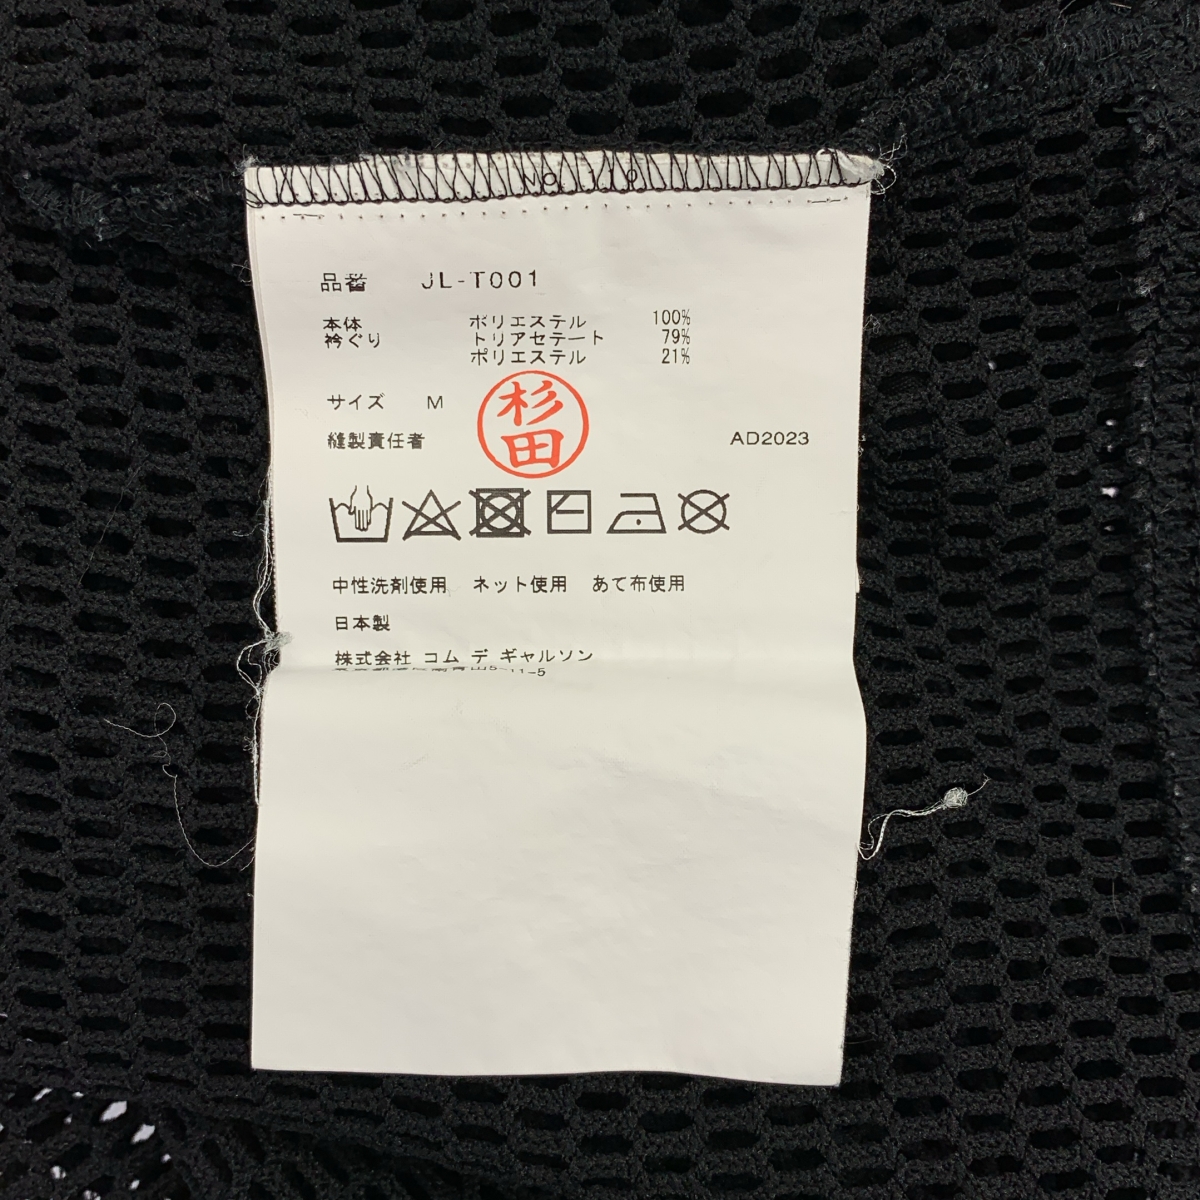 品番 JL-T001
本体 ポリエステル 100%
衿ぐり トリアセテート 79%
ポリエステル 21%
サイズ M
杉田
縫製責任者 AD2023
中性洗剤使用 ネット使用 あて布使用
日本製
株式会社 コム デ ギャルソン
5-11-5